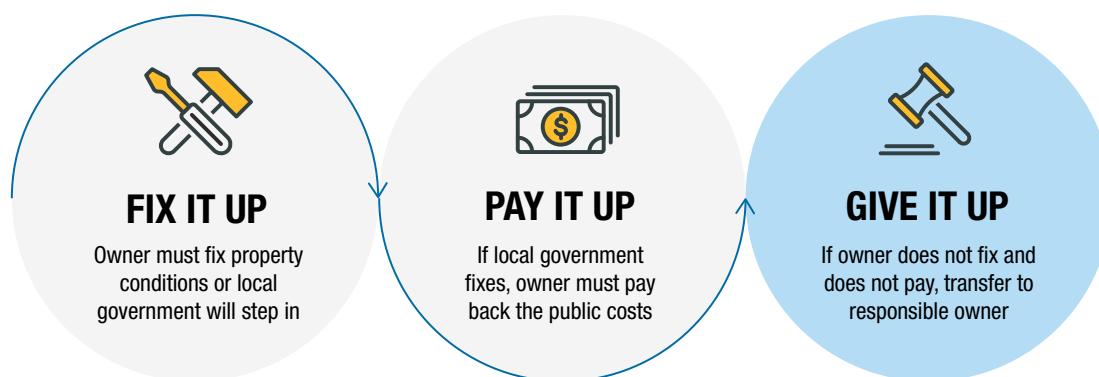 FIX IT UP
Owner must fix property
conditions or local
government will step in
$
PAY IT UP
If local government
fixes, owner must pay
back the public costs
GIVE IT UP
If owner does not fix and
does not pay, transfer to
responsible owner